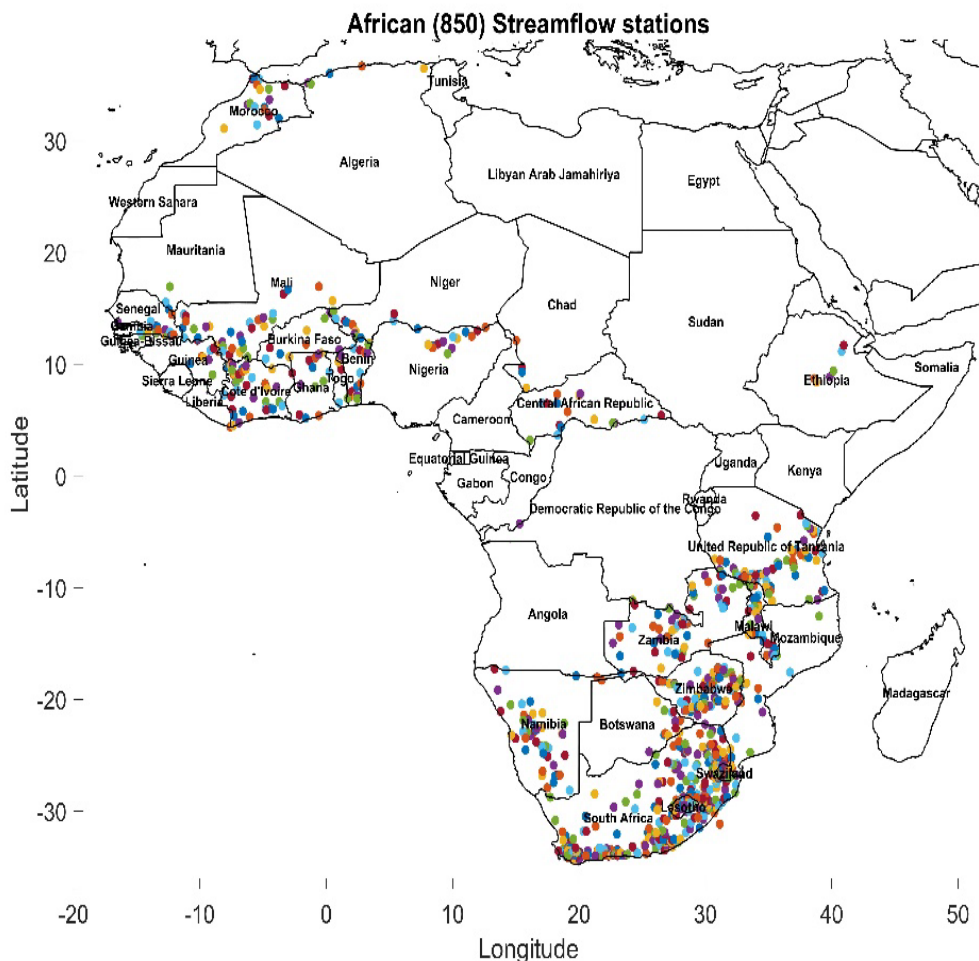 African (850) Streamflow stations
Tunisia
Morocco
30
Algeria
Libyan Arab Jamahiriya
Egypt
Western Sahara
20
Mauritania
Mali
Niger
Chad
Senegal
Sudan
Gambia
Guinea-Bissau
Burkina Faso
10
Guinea
Benin
Nigeria
Somalia
Sierra Leone
Togo
Ethiopia
Cote d'Ivoire
Ghana
Liberia
Central African Republic
Cameroon
Equatorial Guinea
Uganda
Kenya
0
Gabon
Congo
Rwanda
Democratic Republic of the Congo
United Republic of Tanzania
-10
Angola
Malawi
Zambia
Mozambique
Zimbabwe
Madagascar
-20
Namibia
Botswana
Swaziland
Lesotho
-30
South Africa
Latitude
-20
-10
0
10
20
30
40
50
Longitude